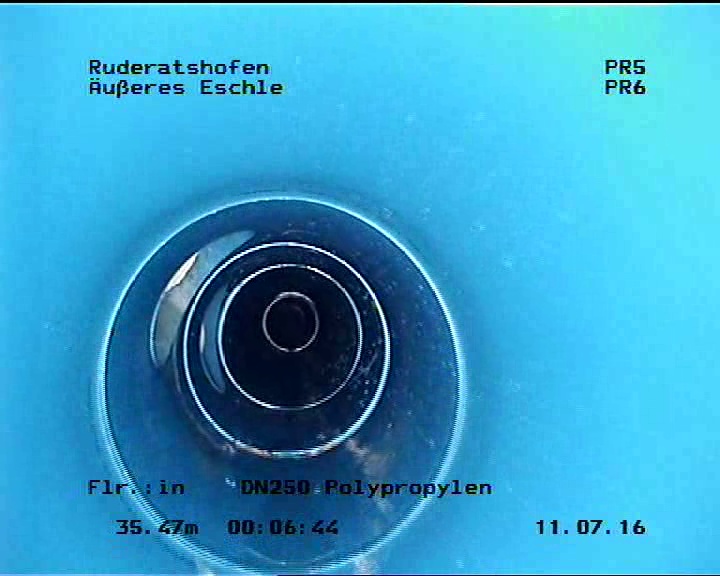 Ruderatshofen PR5
Äußeres Eschle PR6
Flr.:in DN250 Polypropylen
35.47m 00:06:44 11.07.16